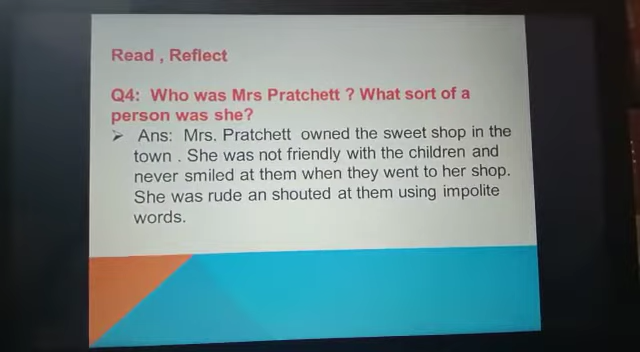 Read , Reflect
Q4: Who was Mrs Pratchett ? What sort of a
person was she?
➢ Ans: Mrs. Pratchett owned the sweet shop in the
town . She was not friendly with the children and
never smiled at them when they went to her shop.
She was rude an shouted at them using impolite
words.